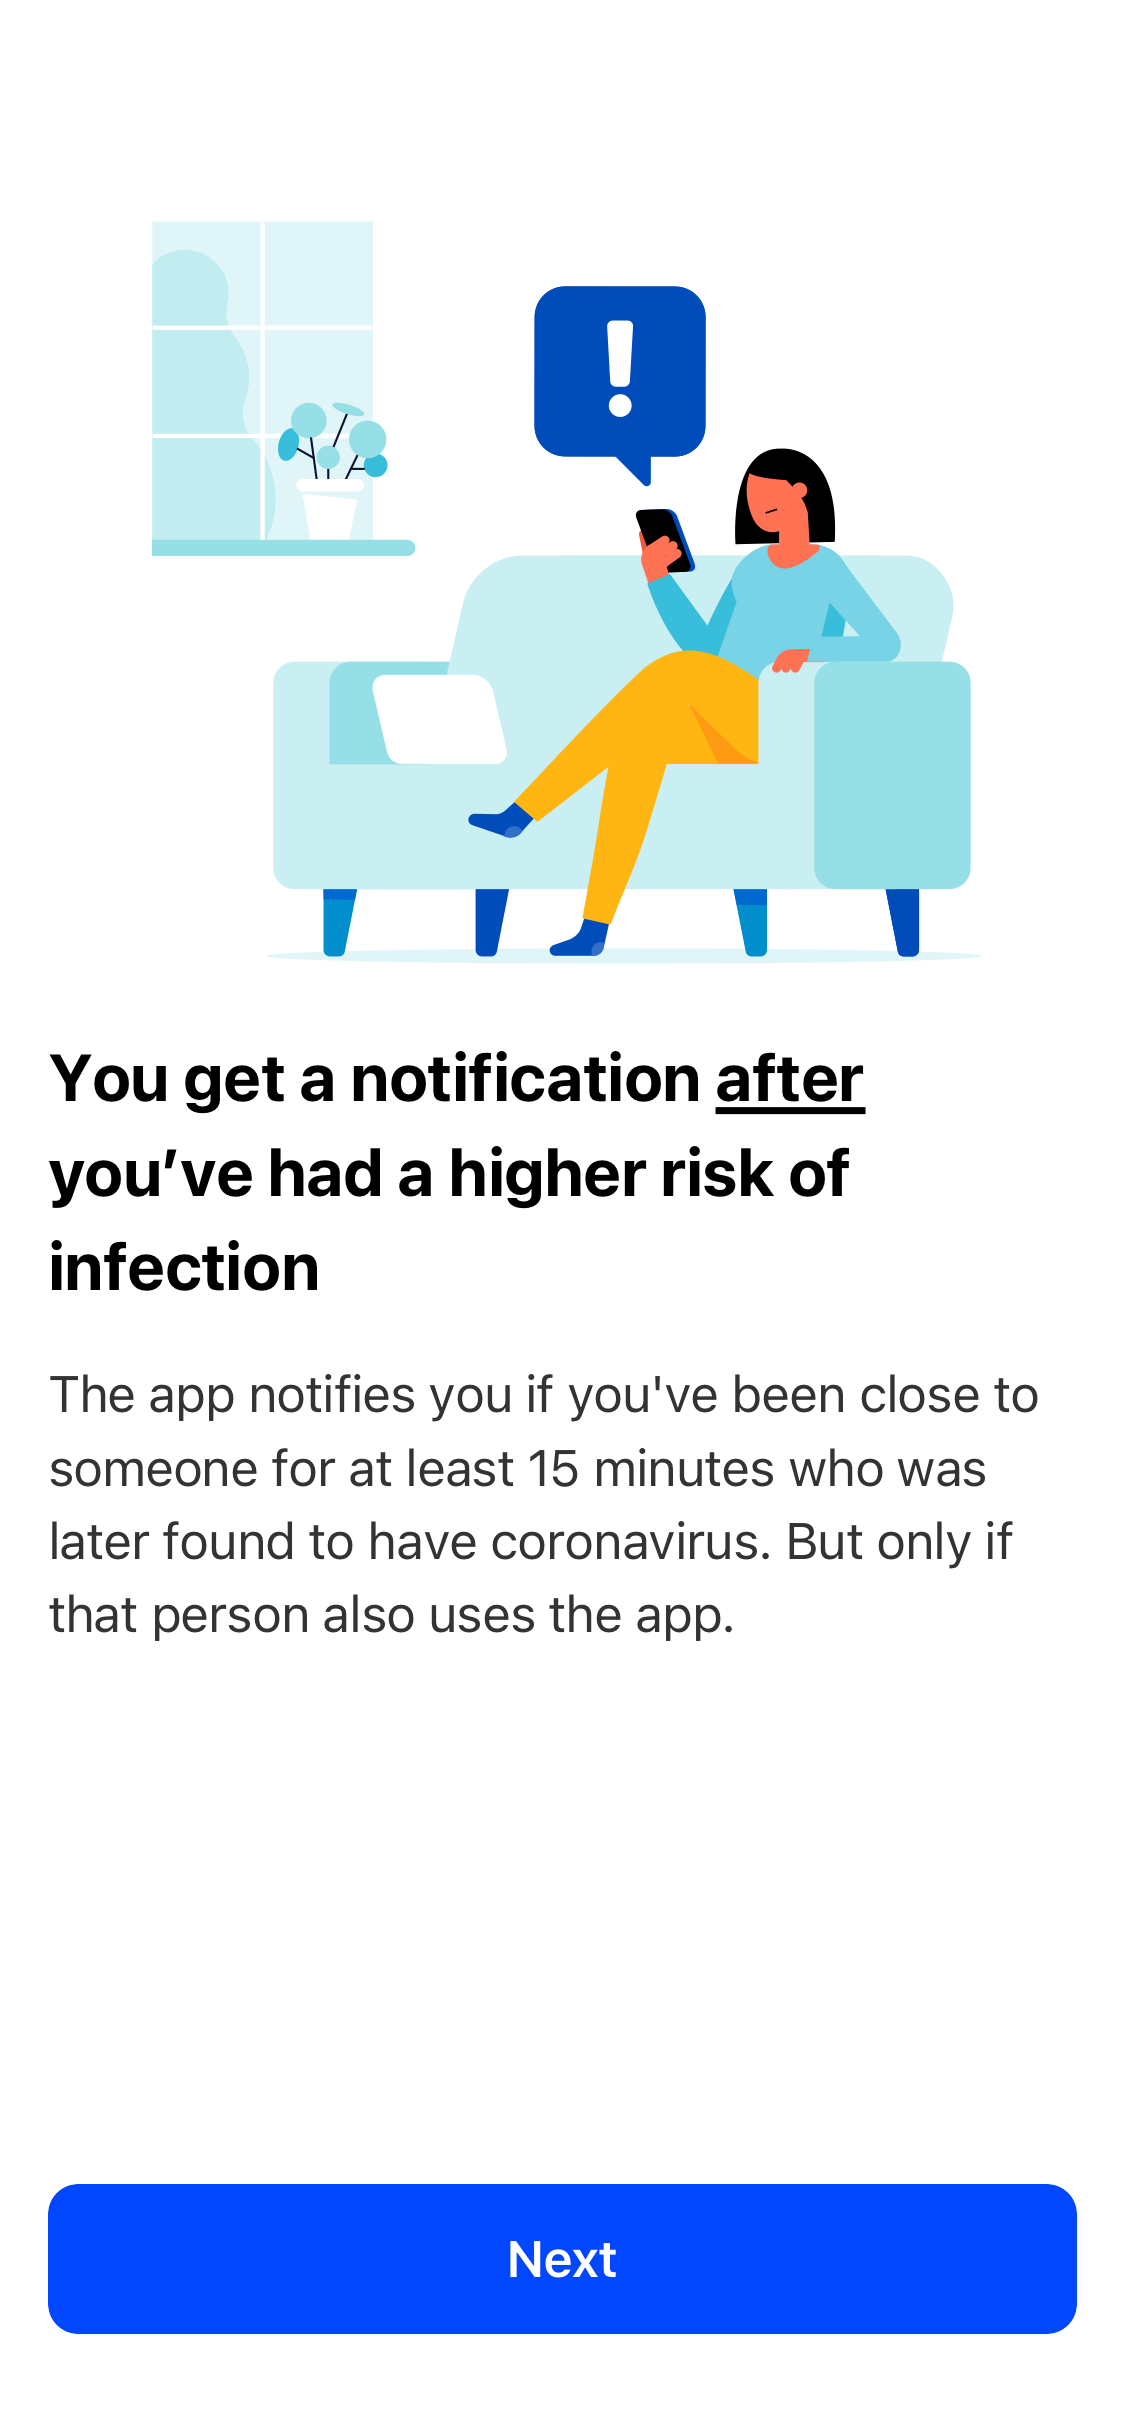 !
You get a notification after
you’ve had a higher risk of
infection
The app notifies you if you've been close to
someone for at least 15 minutes who was
later found to have coronavirus. But only if
that person also uses the app.
Next